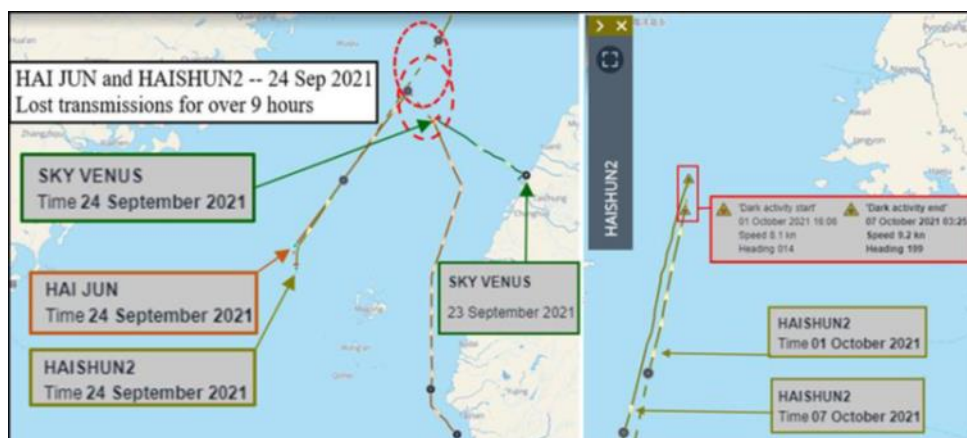 HAI JUN and HAISHUN2 -- 24 Sep 2021
Lost transmissions for over 9 hours
SKY VENUS
Time 24 September 2021
HAI JUN
Time 24 September 2021
HAISHUN2
Time 24 September 2021
SKY VENUS
23 September 2021
Taichung
HAISHUN2
'Dark activity start'
01 October 2021 16:06
Speed 8.1 kn
Heading 014
'Dark activity end'
07 October 2021 03:25
Speed 9.2 kn
Heading 199
HAISHUN2
Time 01 October 2021
HAISHUN2
Time 07 October 2021